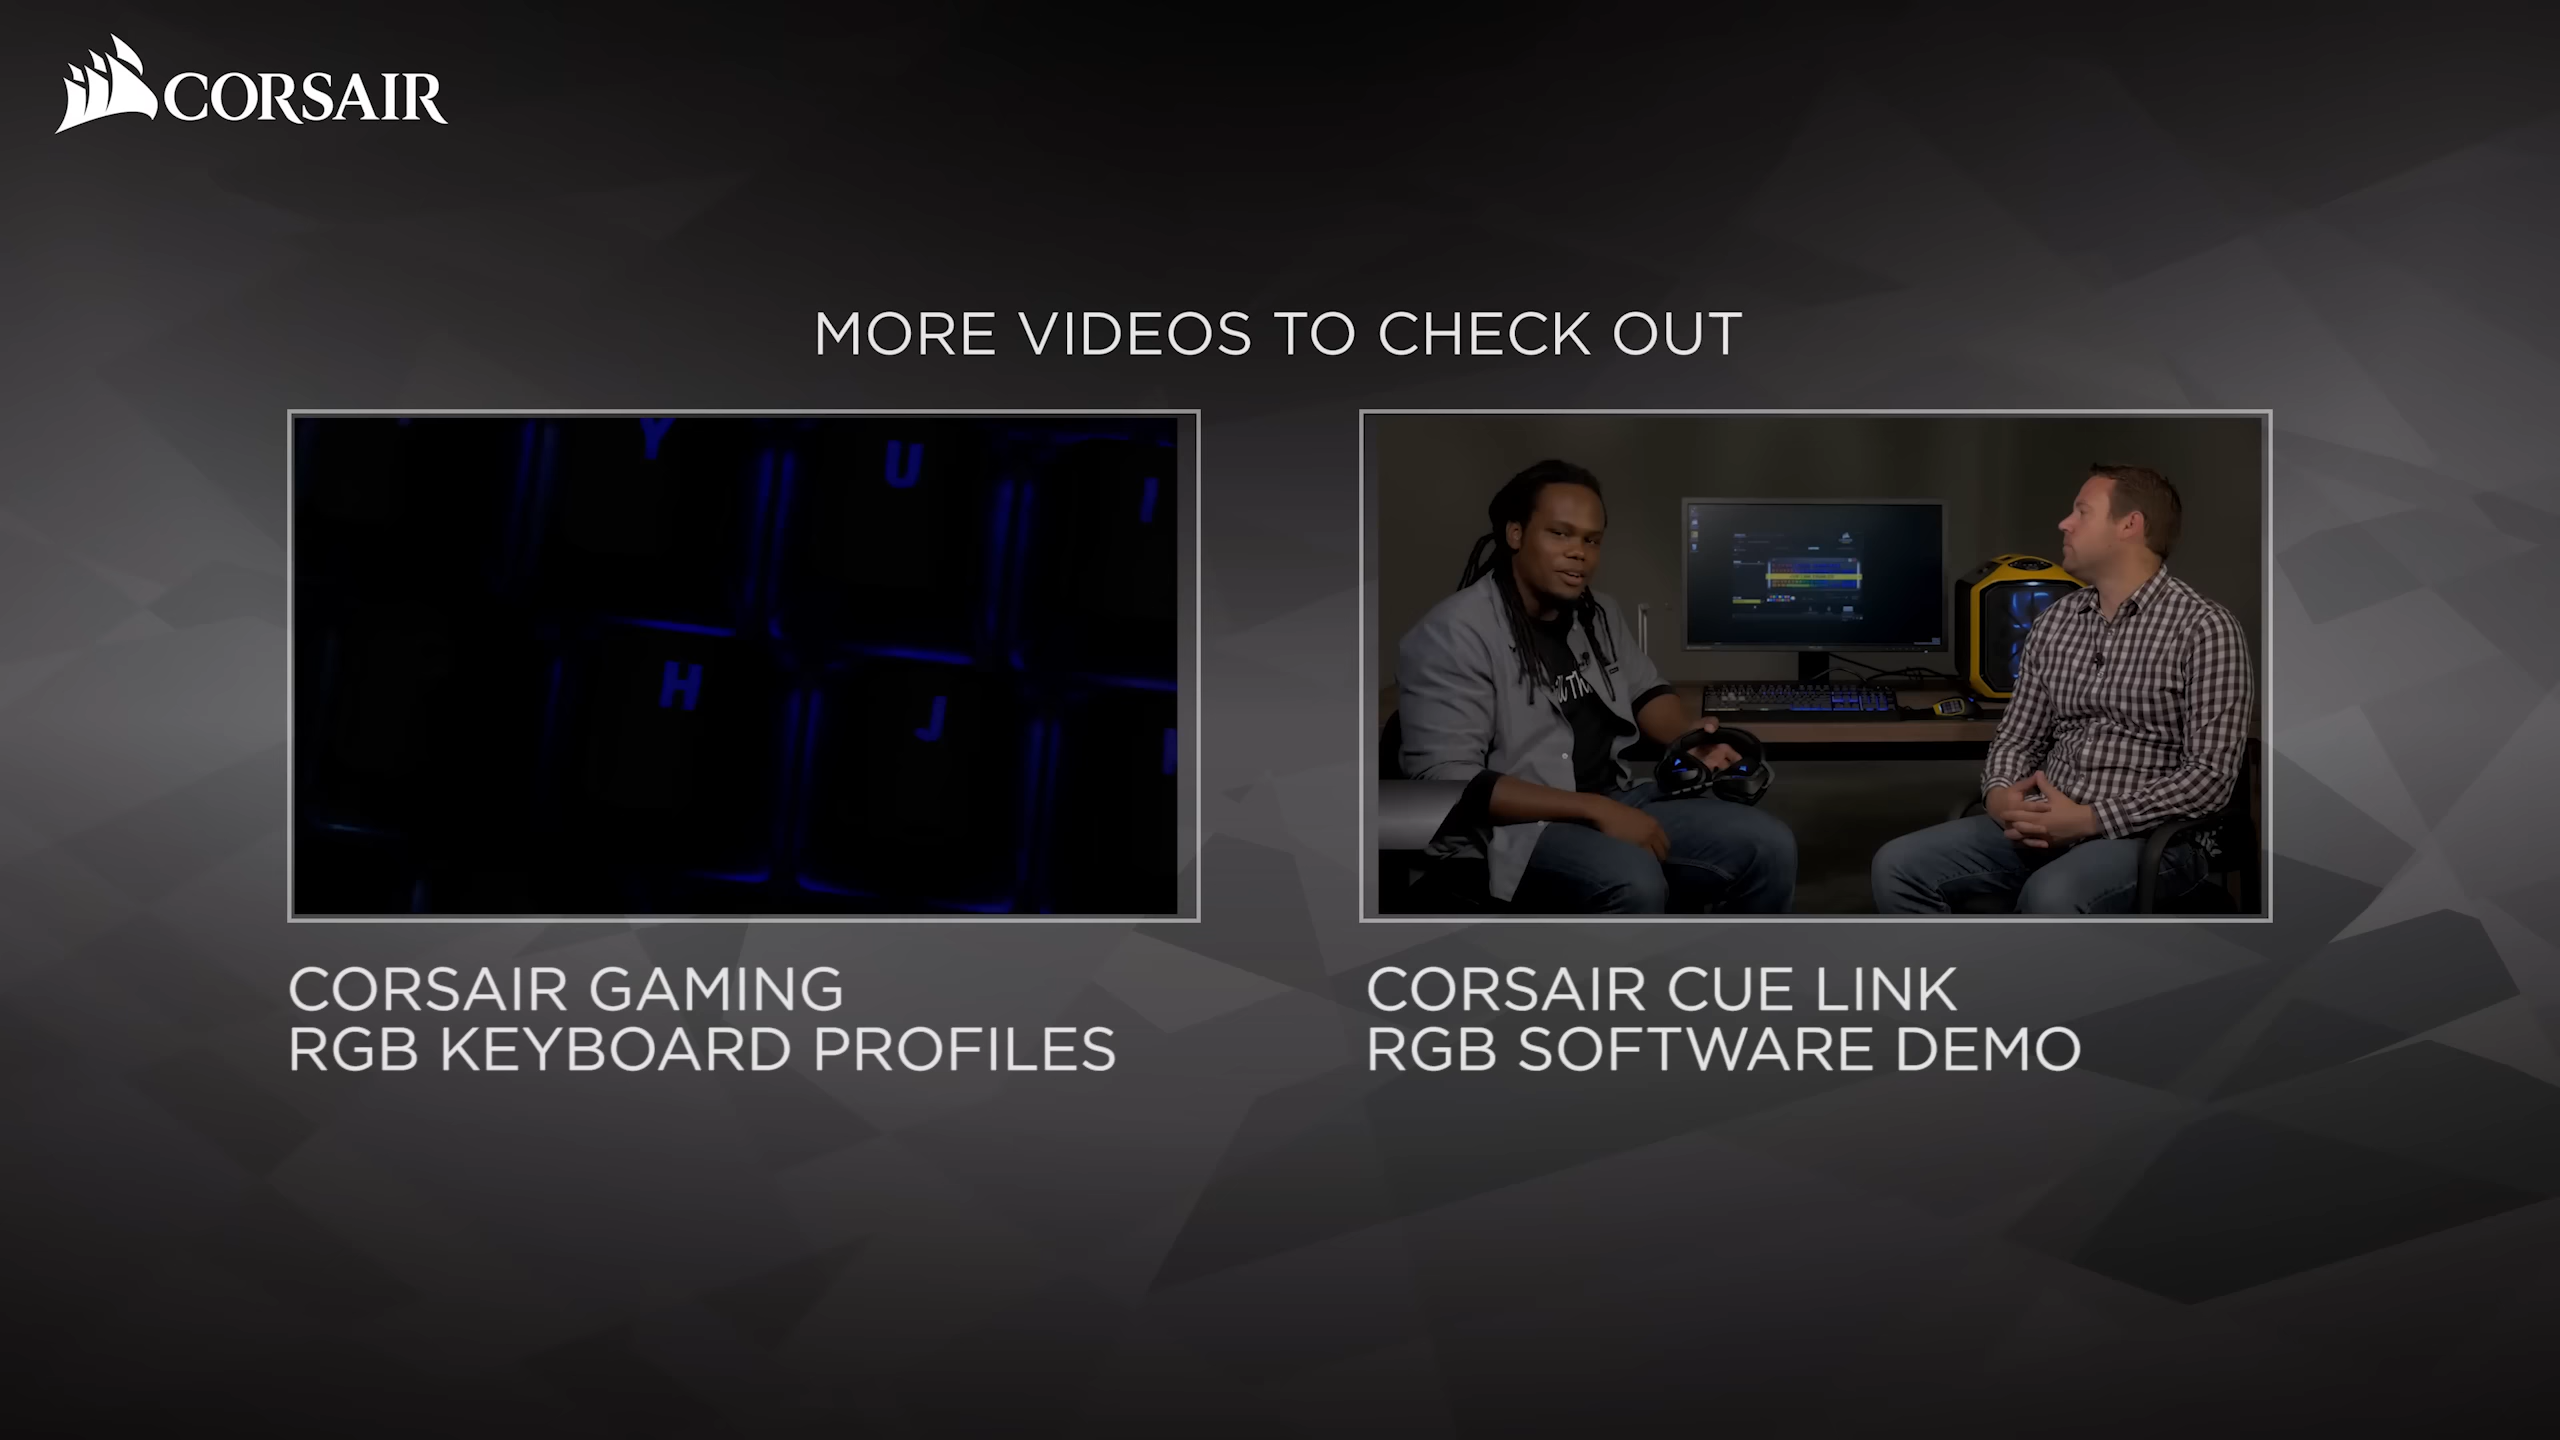 CORSAIR
MORE VIDEOS TO CHECK OUT
Y
U
I
H
J
CORSAIR GAMING
RGB KEYBOARD PROFILES
CORSAIR CUE LINK
RGB SOFTWARE DEMO